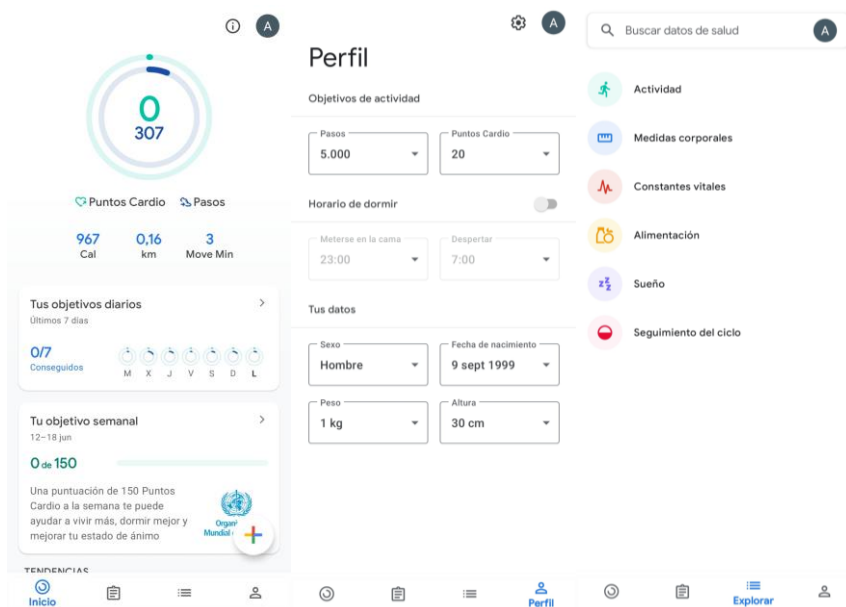 A
0
307
Puntos Cardio Pasos
967 0,16 3
Cal km Move Min
Tus objetivos diarios
Últimos 7 días
0/7
Conseguidos
M X J V S D L
Tu objetivo semanal
12–18 jun
0 de 150
Una puntuación de 150 Puntos
Cardio a la semana te puede
ayudar a vivir más, dormir mejor y
mejorar tu estado de ánimo
Mundial
TENDENCIAS
Inicio
A
Perfil
Objetivos de actividad
Pasos Puntos Cardio
5.000 20
Horario de dormir
Meterse en la cama Despertar
23:00 7:00
Tus datos
Sexo Fecha de nacimiento
Hombre 9 sept 1999
Peso Altura
1 kg 30 cm
Perfil
Buscar datos de salud A
Actividad
Medidas corporales
Constantes vitales
Alimentación
Sueño
Seguimiento del ciclo
Explorar